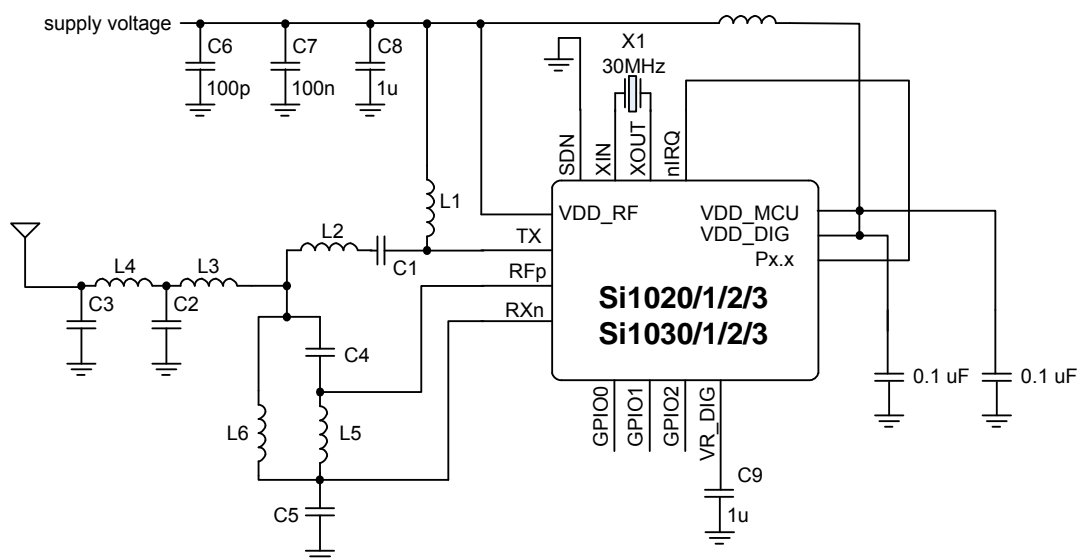 supply voltage
C6
100p
C7
100n
C8
1u
X1
30MHz
SDN
XIN
XOUT
nIRQ
L1
VDD_RF
VDD_MCU
VDD_DIG
Px.x
TX
RFp
RXn
Si1020/1/2/3
Si1030/1/2/3
L2
C1
L4
L3
C3
C2
C4
L6
L5
C5
GPIO0
GPIO1
GPIO2
VR_DIG
C9
1u
0.1 uF
0.1 uF